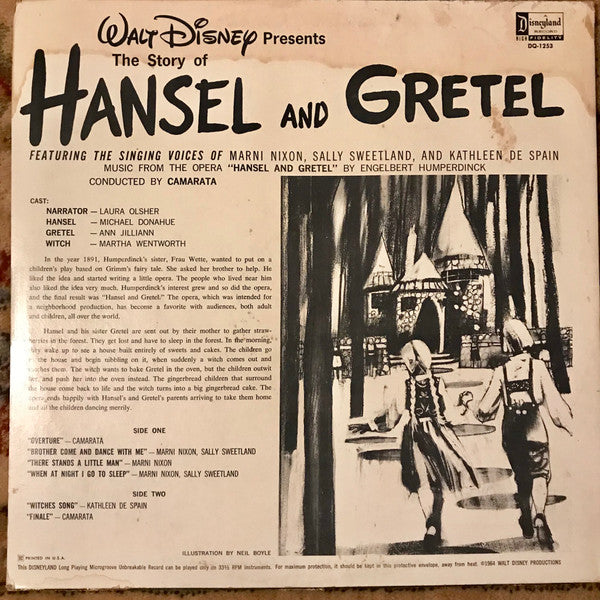 WALT DISNEY Presents
The Story of
HANSEL AND GRETEL
Disneyland
RECORD
HIGH FIDELITY
DQ-1253
FEATURING THE SINGING VOICES OF MARNI NIXON, SALLY SWEETLAND, AND KATHLEEN DE SPAIN
MUSIC FROM THE OPERA "HANSEL AND GRETEL" BY ENGELBERT HUMPERDINCK
CONDUCTED BY CAMARATA
CAST:
NARRATOR — LAURA OLSHER
HANSEL — MICHAEL DONAHUE
GRETEL — ANN JILLIANN
WITCH — MARTHA WENTWORTH
In the year 1891, Humperdinck's sister, Frau Wette, wanted to put on a
children's play based on Grimm's fairy tale. She asked her brother to help. He
liked the idea and started writing a little opera. The people who lived near him
also liked the idea very much. Humperdinck's interest grew and so did the opera,
and the final result was "Hansel and Gretel." The opera, which was intended for
a neighborhood production, has become a favorite with audiences, both adult
and children, all over the world.
Hansel and his sister Gretel are sent out by their mother to gather straw-
berries in the forest. They get lost and have to sleep in the forest. In the morning,
they wake up to see a house built entirely of sweets and cakes. The children go
the house and begin nibbling on it, when suddenly a witch comes out and
catches them. The witch wants to bake Gretel in the oven, but the children outwit
her, and push her into the oven instead. The gingerbread children that surround
the house come back to life and the witch turns into a big gingerbread cake. The
opera ends happily with Hansel's and Gretel's parents arriving to take them home
and all the children dancing merrily.
SIDE ONE
"OVERTURE" — CAMARATA
"BROTHER COME AND DANCE WITH ME" — MARNI NIXON, SALLY SWEETLAND
"THERE STANDS A LITTLE MAN" — MARNI NIXON
"WHEN AT NIGHT I GO TO SLEEP" — MARNI NIXON, SALLY SWEETLAND
SIDE TWO
"WITCHES SONG" — KATHLEEN DE SPAIN
"FINALE" — CAMARATA
ILLUSTRATION BY NEIL BOYLE
PRINTED IN U.S.A.
This DISNEYLAND Long Playing Microgroove Unbreakable Record can be played only on 33⅓ RPM instruments. For maximum protection, it should be kept in this protective envelope, away from heat. ©1964 WALT DISNEY PRODUCTIONS